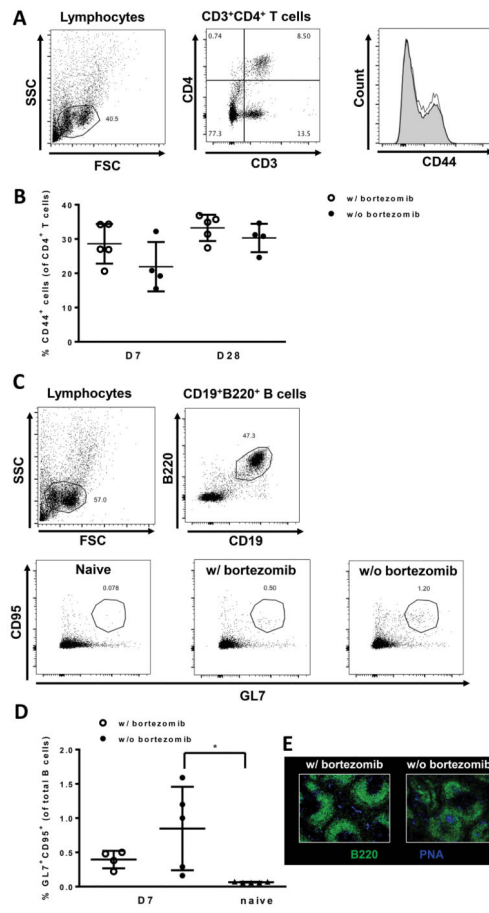 A
Lymphocytes
CD3+CD4+ T cells
SSC
40.5
FSC
CD4
0.74
8.50
77.3
13.5
CD3
Count
CD44
B
w/ bortezomib
w/o bortezomib
% CD44+ cells (of CD4+ T cells)
40
30
20
10
0
D7
D28
C
Lymphocytes
CD19+B220+ B cells
SSC
57.0
FSC
B220
47.3
CD19
Naive
w/ bortezomib
w/o bortezomib
CD95
0.078
0.50
1.20
GL7
D
w/ bortezomib
w/o bortezomib
% GL7+CD95+ (of total B cells)
2.0
1.5
1.0
0.5
0.0
*
D7
naive
E
w/ bortezomib
w/o bortezomib
B220
PNA